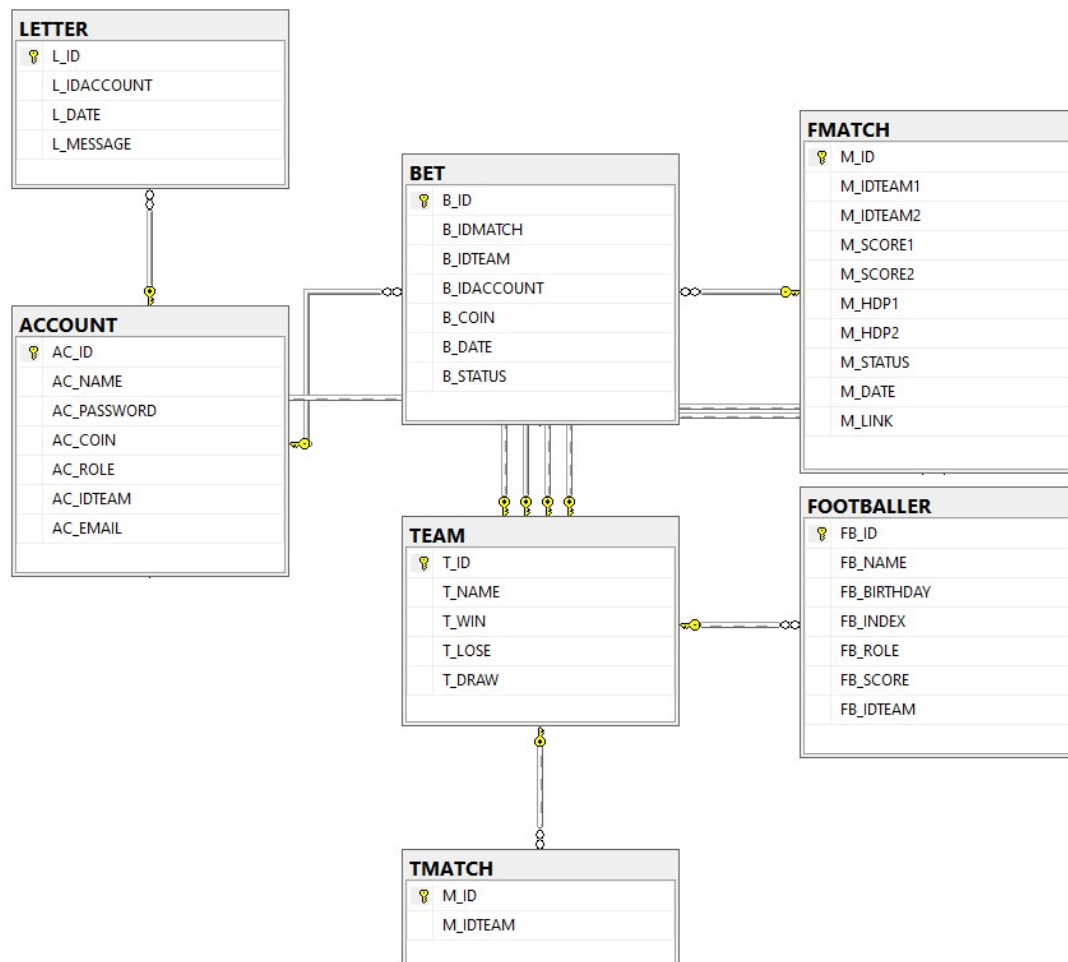 LETTER
L_ID
L_IDACCOUNT
L_DATE
L_MESSAGE
ACCOUNT
AC_ID
AC_NAME
AC_PASSWORD
AC_COIN
AC_ROLE
AC_IDTEAM
AC_EMAIL
BET
B_ID
B_IDMATCH
B_IDTEAM
B_IDACCOUNT
B_COIN
B_DATE
B_STATUS
TEAM
T_ID
T_NAME
T_WIN
T_LOSE
T_DRAW
TMATCH
M_ID
M_IDTEAM
FMATCH
M_ID
M_IDTEAM1
M_IDTEAM2
M_SCORE1
M_SCORE2
M_HDP1
M_HDP2
M_STATUS
M_DATE
M_LINK
FOOTBALLER
FB_ID
FB_NAME
FB_BIRTHDAY
FB_INDEX
FB_ROLE
FB_SCORE
FB_IDTEAM